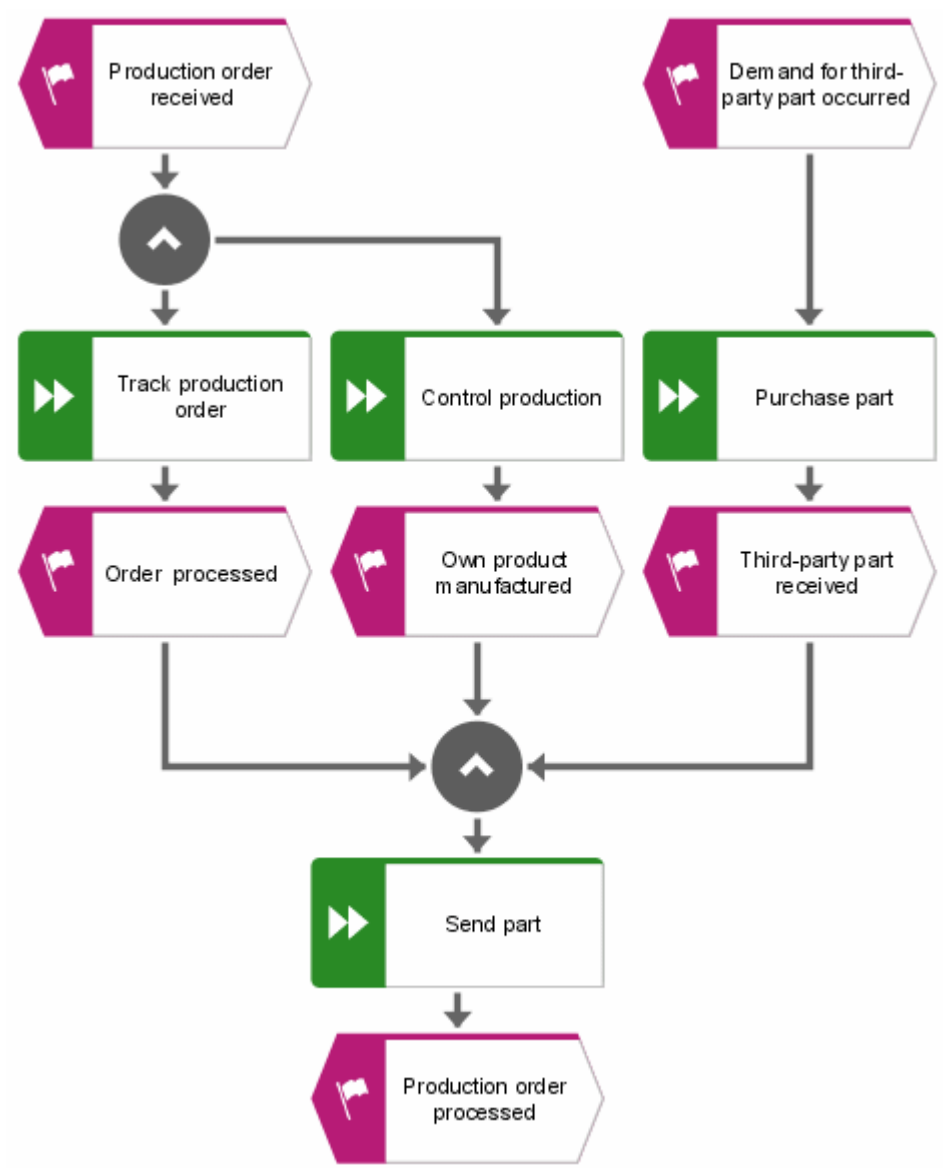 Production order
received
Demand for third-
party part occurred
Track production
order
Control production
Purchase part
Order processed
Own product
manufactured
Third-party part
received
Send part
Production order
processed